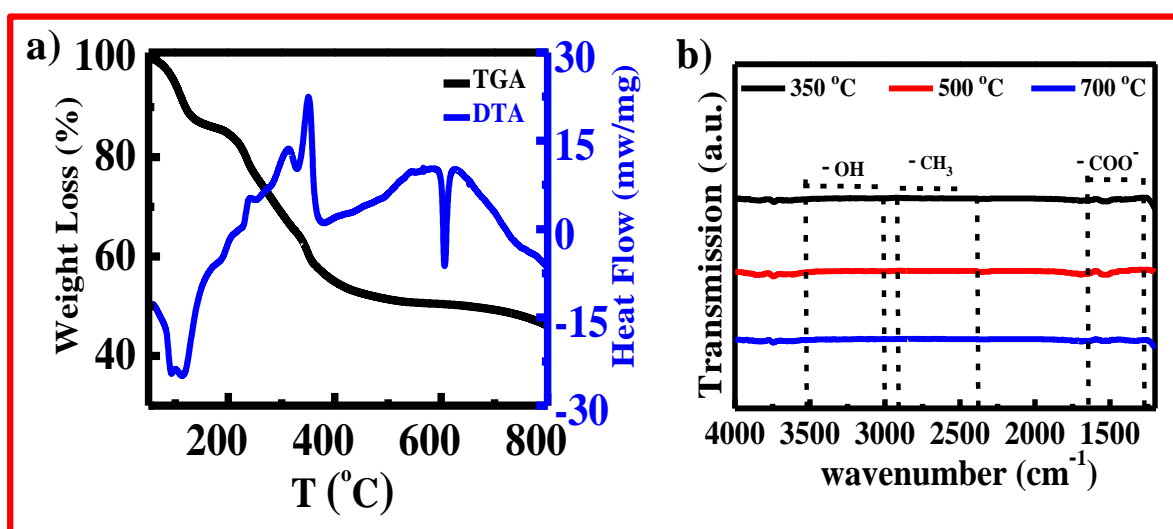 a)
100
80
60
40
Weight Loss (%)
TGA
DTA
30
15
0
-15
-30
Heat Flow (mw/mg)
200 400 600 800
T (°C)
b)
350 °C 500 °C 700 °C
- OH - CH₃ - COO⁻
Transmission (a.u.)
4000 3500 3000 2500 2000 1500
wavenumber (cm⁻¹)